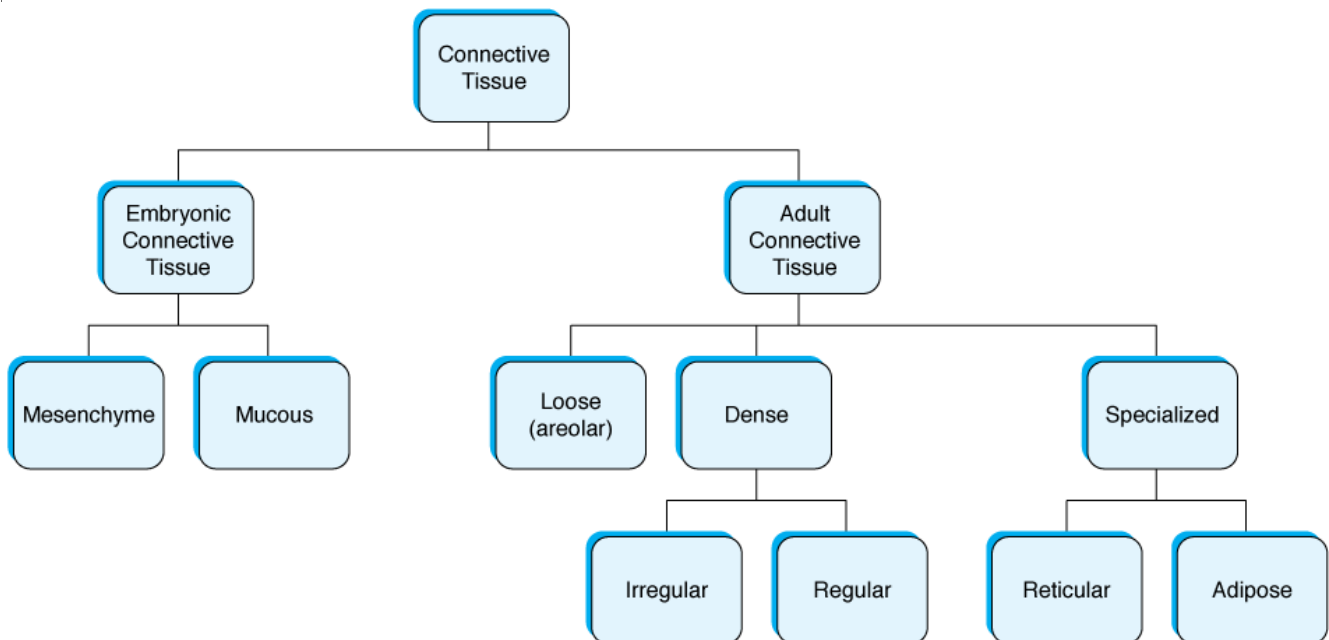 Connective
Tissue
Embryonic
Connective
Tissue
Adult
Connective
Tissue
Mesenchyme
Mucous
Loose
(areolar)
Dense
Specialized
Irregular
Regular
Reticular
Adipose